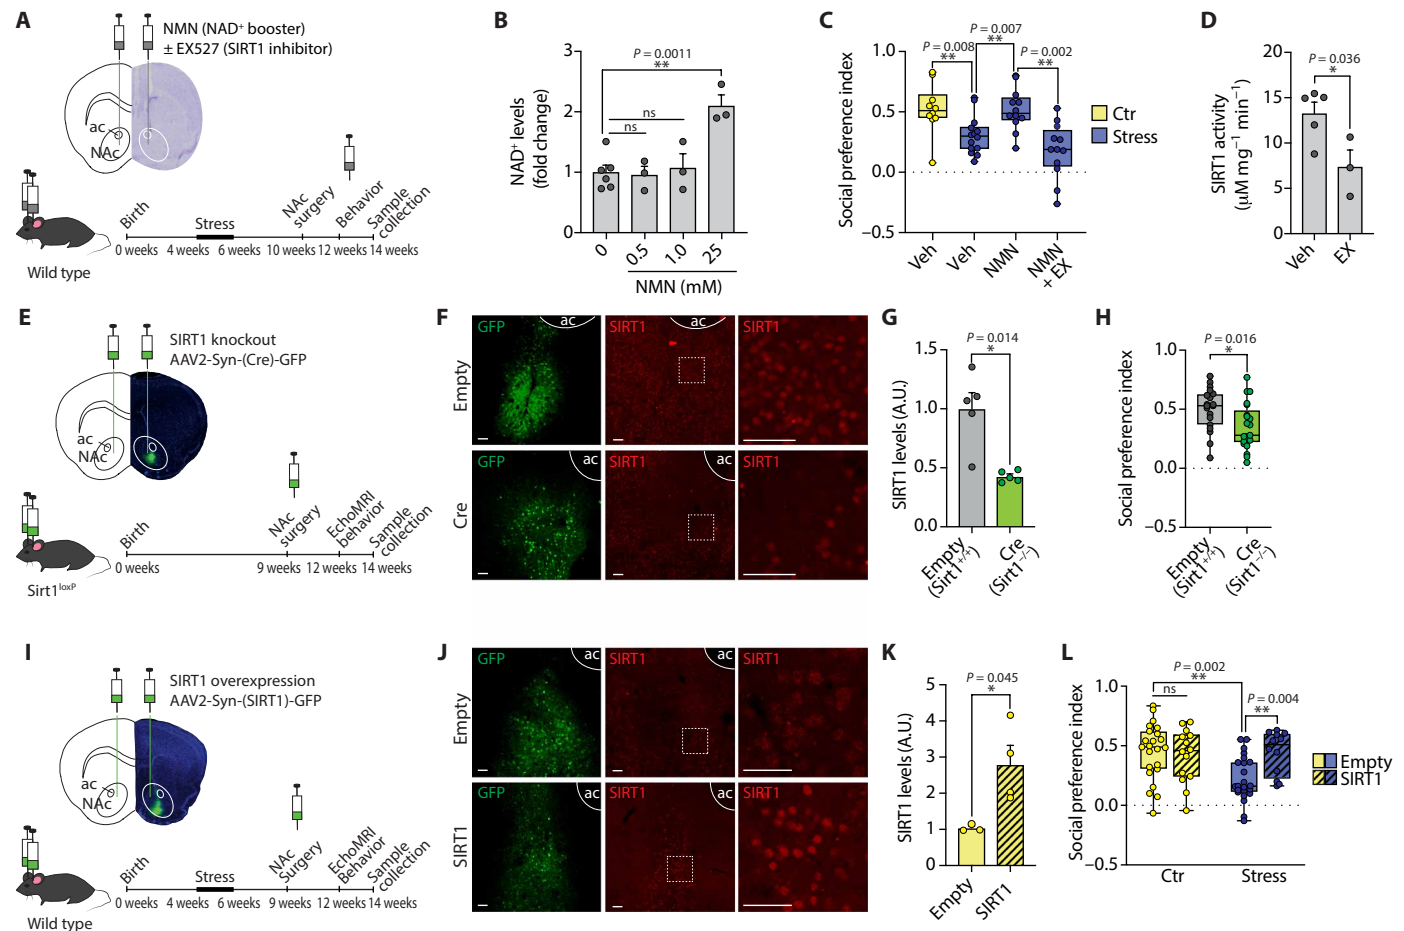 A
NMN (NAD⁺ booster)
± EX527 (SIRT1 inhibitor)
ac
NAc
Birth
Stress
NAc
surgery
Behavior
Sample
collection
0 weeks
4 weeks
6 weeks
10 weeks
12 weeks
14 weeks
Wild type
B
NAD⁺ levels
(fold change)
3
2
1
0
P = 0.0011
**
ns
ns
0
0.5
1.0
25
NMN (mM)
C
Social preference index
1.0
0.5
0.0
−0.5
P = 0.008
**
P = 0.007
**
P = 0.002
**
Veh
Veh
NMN
NMN
+ EX
Ctr
Stress
D
SIRT1 activity
(μM mg⁻¹ min⁻¹)
20
15
10
5
0
P = 0.036
*
Veh
EX
E
SIRT1 knockout
AAV2-Syn-(Cre)-GFP
ac
NAc
Birth
NAc
surgery
EchoMRI
behavior
Sample
collection
0 weeks
9 weeks
12 weeks
14 weeks
Sirt1loxP
F
Empty
GFP
ac
SIRT1
ac
SIRT1
Cre
GFP
ac
SIRT1
ac
SIRT1
G
SIRT1 levels (A.U.)
1.5
1.0
0.5
0.0
P = 0.014
*
Empty
(Sirt1+/+)
Cre
(Sirt1−/−)
H
Social preference index
1.0
0.5
0.0
−0.5
P = 0.016
*
Empty
(Sirt1+/+)
Cre
(Sirt1−/−)
I
SIRT1 overexpression
AAV2-Syn-(SIRT1)-GFP
ac
NAc
Birth
Stress
NAc
Surgery
EchoMRI
Behavior
Sample
collection
0 weeks
4 weeks
6 weeks
9 weeks
12 weeks
14 weeks
Wild type
J
Empty
GFP
ac
SIRT1
ac
SIRT1
SIRT1
GFP
ac
SIRT1
ac
SIRT1
K
SIRT1 levels (A.U.)
5
4
3
2
1
0
P = 0.045
*
Empty
SIRT1
L
Social preference index
1.0
0.5
0.0
−0.5
P = 0.002
**
ns
P = 0.004
**
Ctr
Stress
Empty
SIRT1